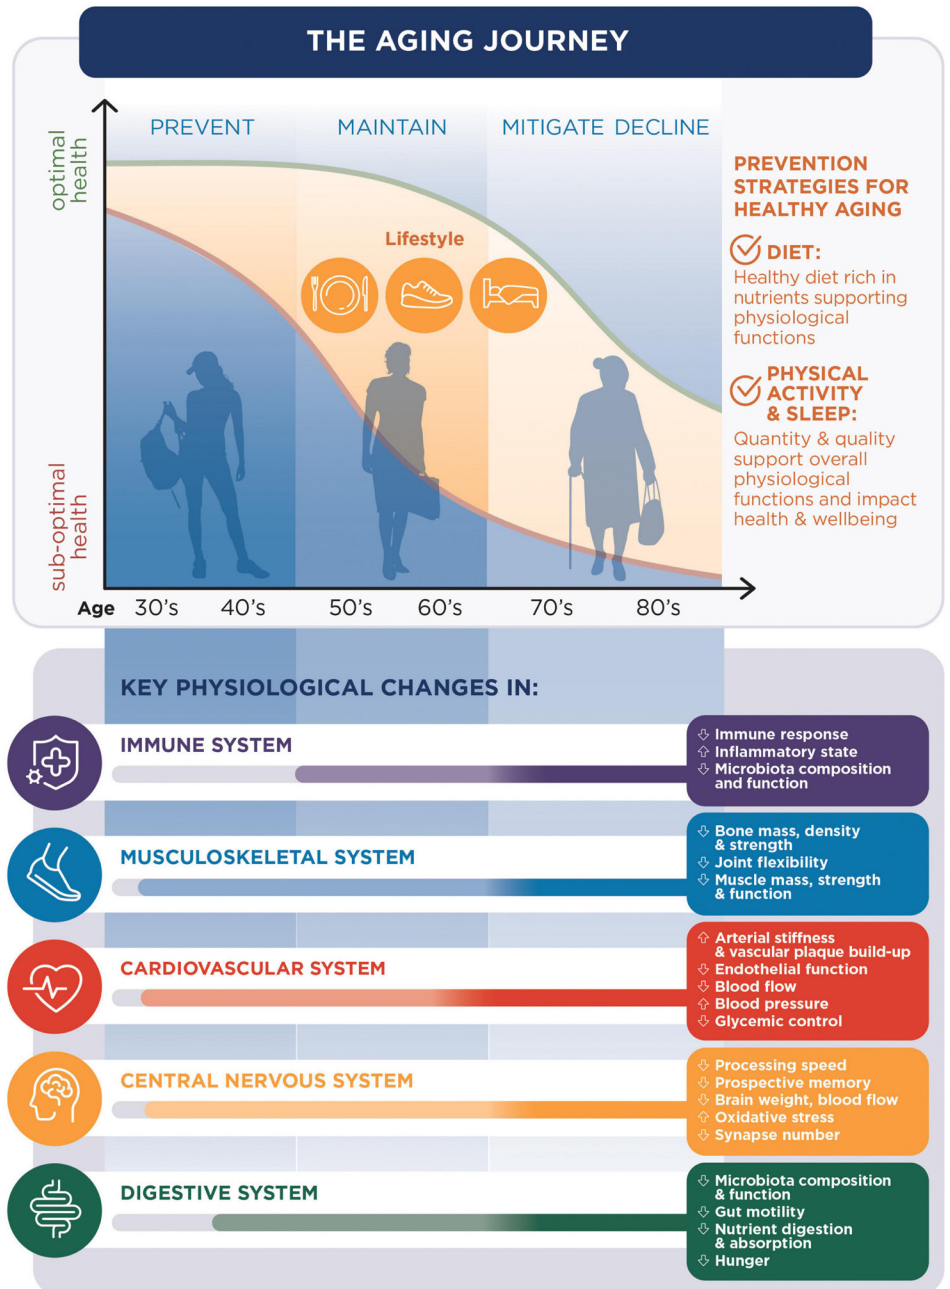 THE AGING JOURNEY
PREVENT
MAINTAIN
MITIGATE DECLINE
optimal
health
sub-optimal
health
Lifestyle
Age
30's
40's
50's
60's
70's
80's
PREVENTION
STRATEGIES FOR
HEALTHY AGING
DIET:
Healthy diet rich in
nutrients supporting
physiological
functions
PHYSICAL
ACTIVITY
& SLEEP:
Quantity & quality
support overall
physiological
functions and impact
health & wellbeing
KEY PHYSIOLOGICAL CHANGES IN:
IMMUNE SYSTEM
⇩ Immune response
⇧ Inflammatory state
⇩ Microbiota composition
and function
MUSCULOSKELETAL SYSTEM
⇩ Bone mass, density
& strength
⇩ Joint flexibility
⇩ Muscle mass, strength
& function
CARDIOVASCULAR SYSTEM
⇧ Arterial stiffness
& vascular plaque build-up
⇩ Endothelial function
⇩ Blood flow
⇧ Blood pressure
⇩ Glycemic control
CENTRAL NERVOUS SYSTEM
⇩ Processing speed
⇩ Prospective memory
⇩ Brain weight, blood flow
⇧ Oxidative stress
⇩ Synapse number
DIGESTIVE SYSTEM
⇩ Microbiota composition
& function
⇩ Gut motility
⇩ Nutrient digestion
& absorption
⇩ Hunger